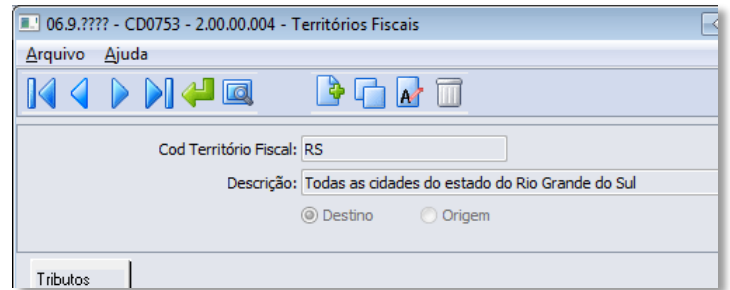 06.9.???? - CD0753 - 2.00.00.004 - Territórios Fiscais
Arquivo Ajuda
Cod Território Fiscal: RS
Descrição: Todas as cidades do estado do Rio Grande do Sul
Destino Origem
Tributos